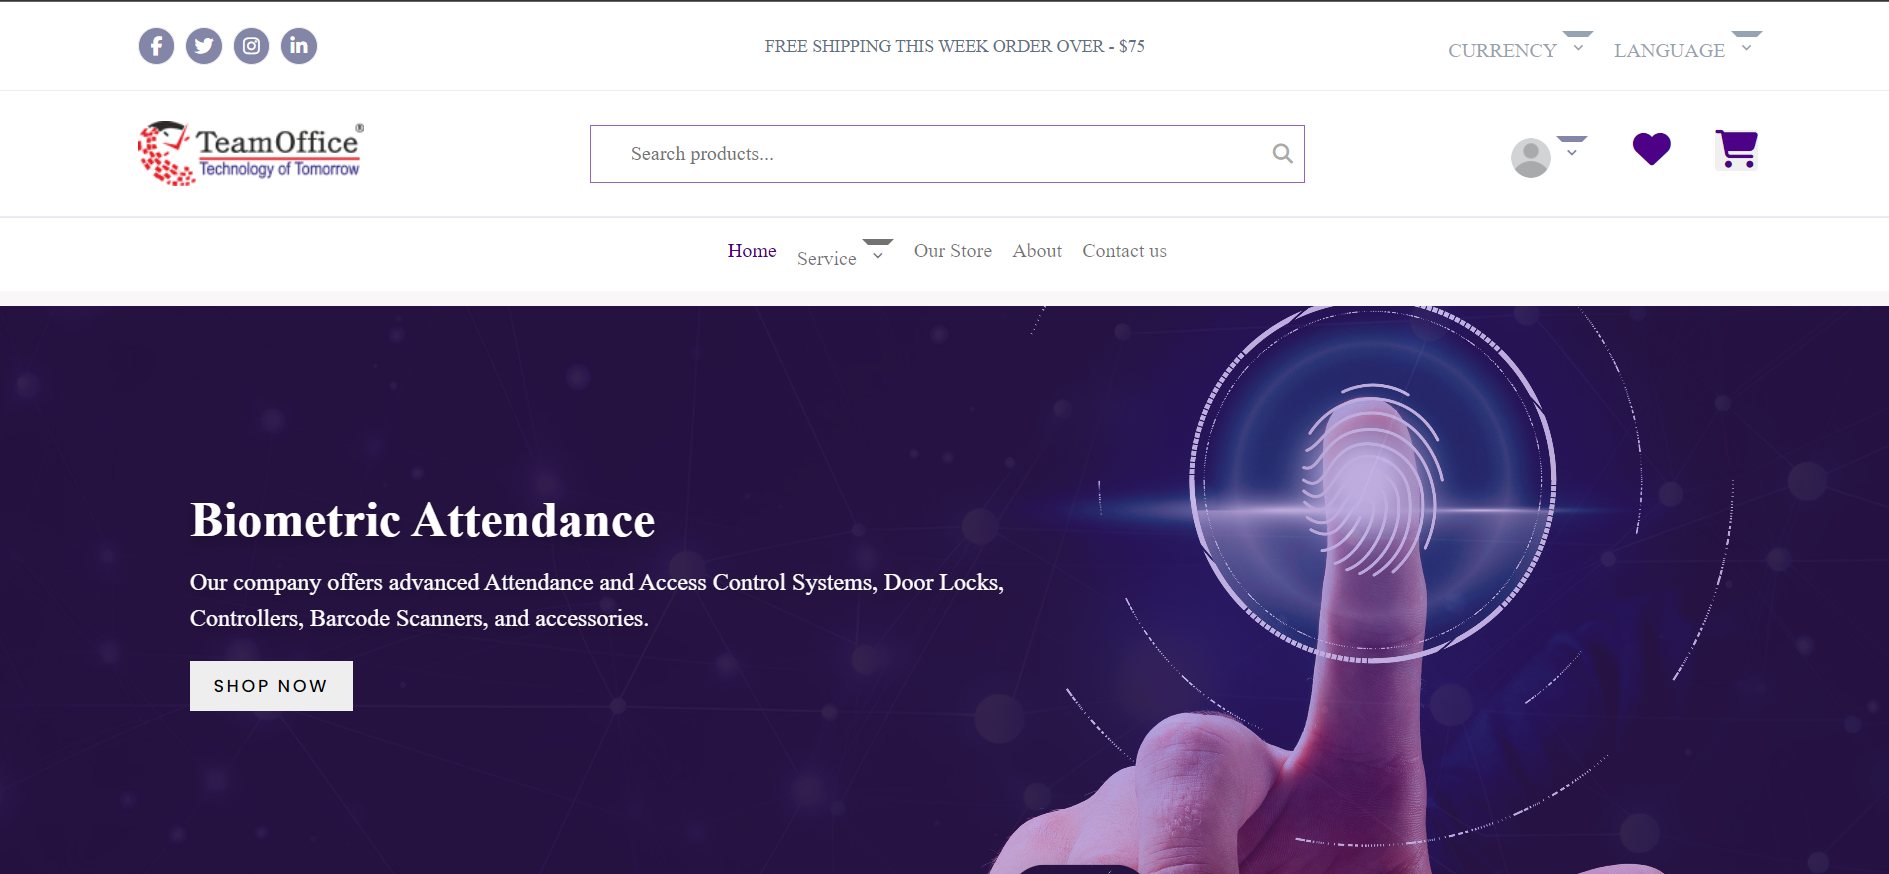 FREE SHIPPING THIS WEEK ORDER OVER - $75
CURRENCY
LANGUAGE
TeamOffice®
Technology of Tomorrow
Search products...
Home
Service
Our Store
About
Contact us
Biometric Attendance
Our company offers advanced Attendance and Access Control Systems, Door Locks,
Controllers, Barcode Scanners, and accessories.
SHOP NOW